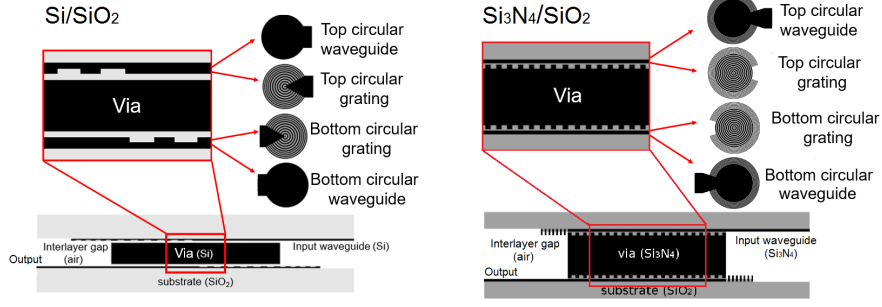 Si/SiO2
Top circular
waveguide
Top circular
grating
Via
Bottom circular
grating
Bottom circular
waveguide
Interlayer gap
(air)
Via (Si)
Input waveguide (Si)
Output
substrate (SiO2)
Si3N4/SiO2
Top circular
waveguide
Top circular
grating
Via
Bottom circular
grating
Bottom circular
waveguide
Interlayer gap
(air)
via (Si3N4)
Input waveguide
(Si3N4)
Output
substrate (SiO2)